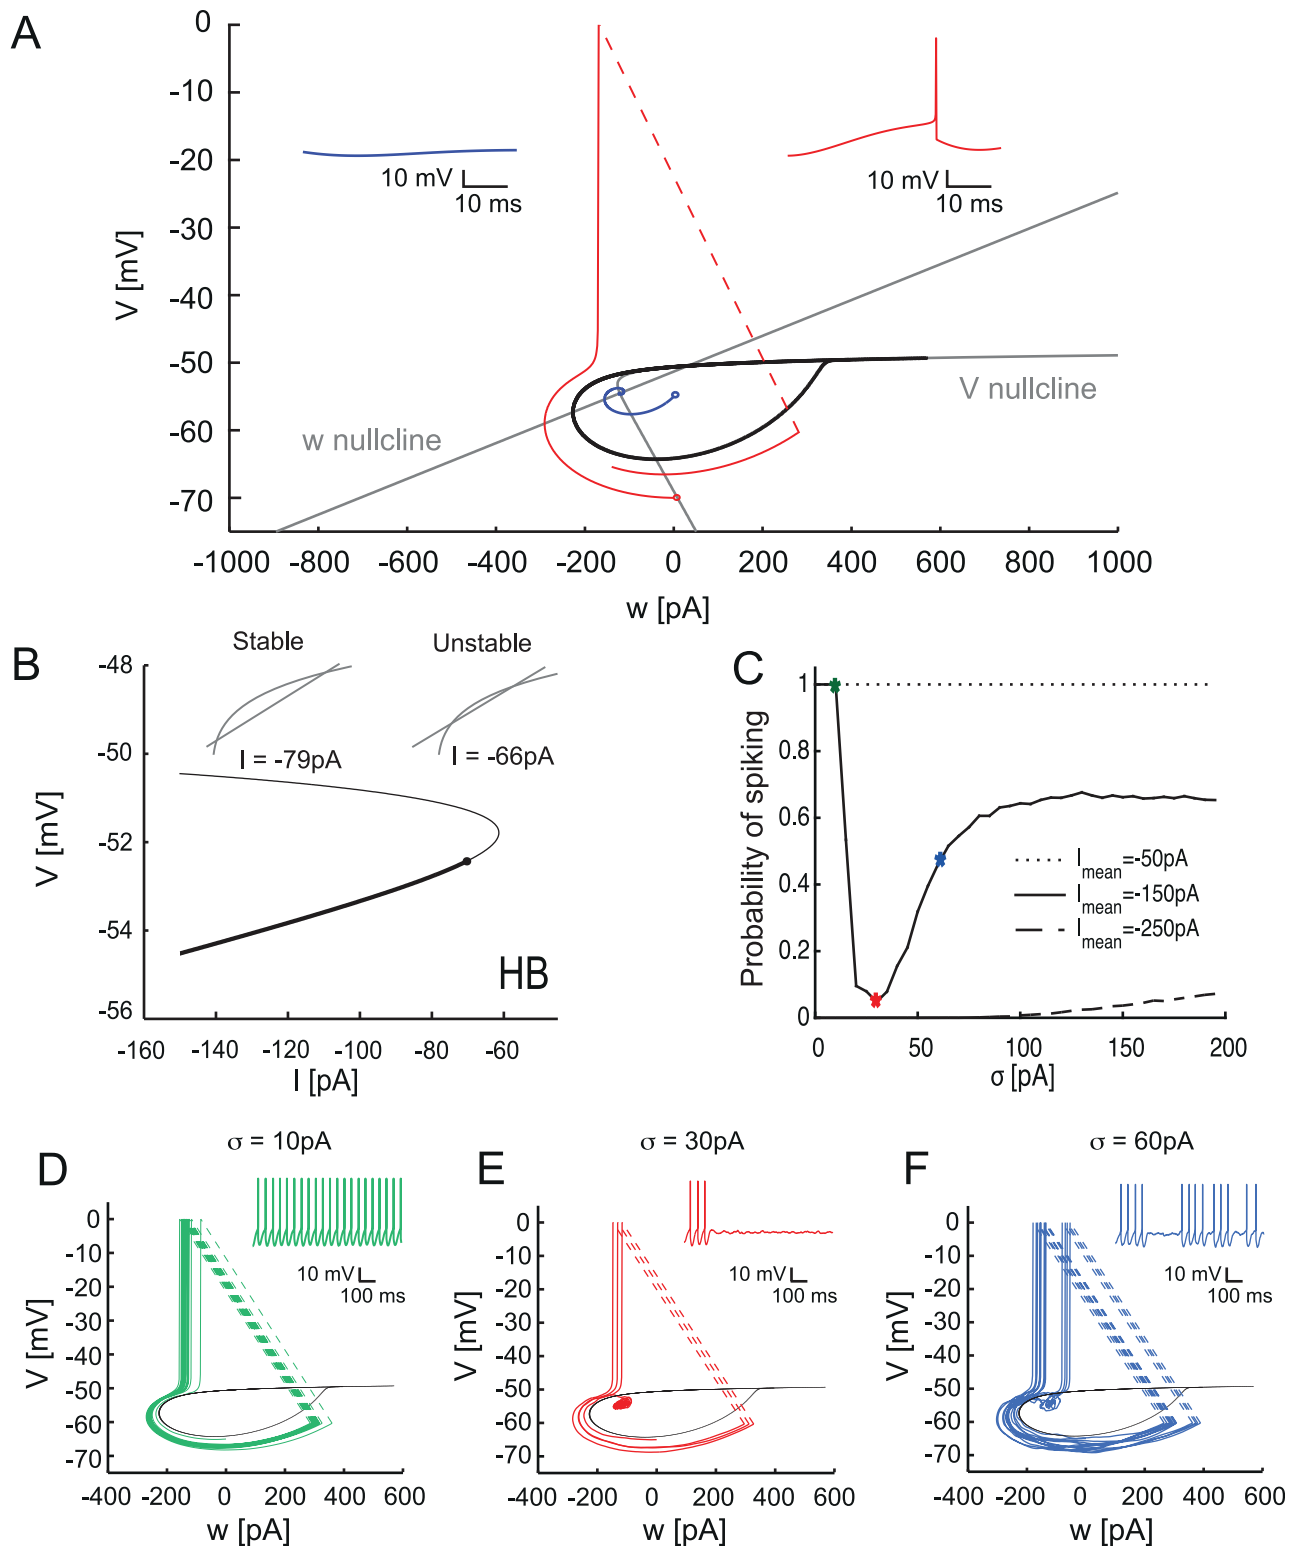 A
0
-10
-20
-30
-40
-50
-60
-70
V [mV]
10 mV
10 ms
10 mV
10 ms
w nullcline
V nullcline
-1000 -800 -600 -400 -200 0 200 400 600 800 1000
w [pA]
B
Stable
Unstable
I = -79pA
I = -66pA
-48
-50
-52
-54
-56
V [mV]
HB
-160 -140 -120 -100 -80 -60
I [pA]
C
1
0.8
0.6
0.4
0.2
0
Probability of spiking
Imean=-50pA
Imean=-150pA
Imean=-250pA
0 50 100 150 200
σ [pA]
D
σ = 10pA
0
-10
-20
-30
-40
-50
-60
-70
V [mV]
10 mV
100 ms
-400 -200 0 200 400 600
w [pA]
E
σ = 30pA
0
-10
-20
-30
-40
-50
-60
-70
V [mV]
10 mV
100 ms
-400 -200 0 200 400 600
w [pA]
F
σ = 60pA
0
-10
-20
-30
-40
-50
-60
-70
V [mV]
10 mV
100 ms
-400 -200 0 200 400 600
w [pA]